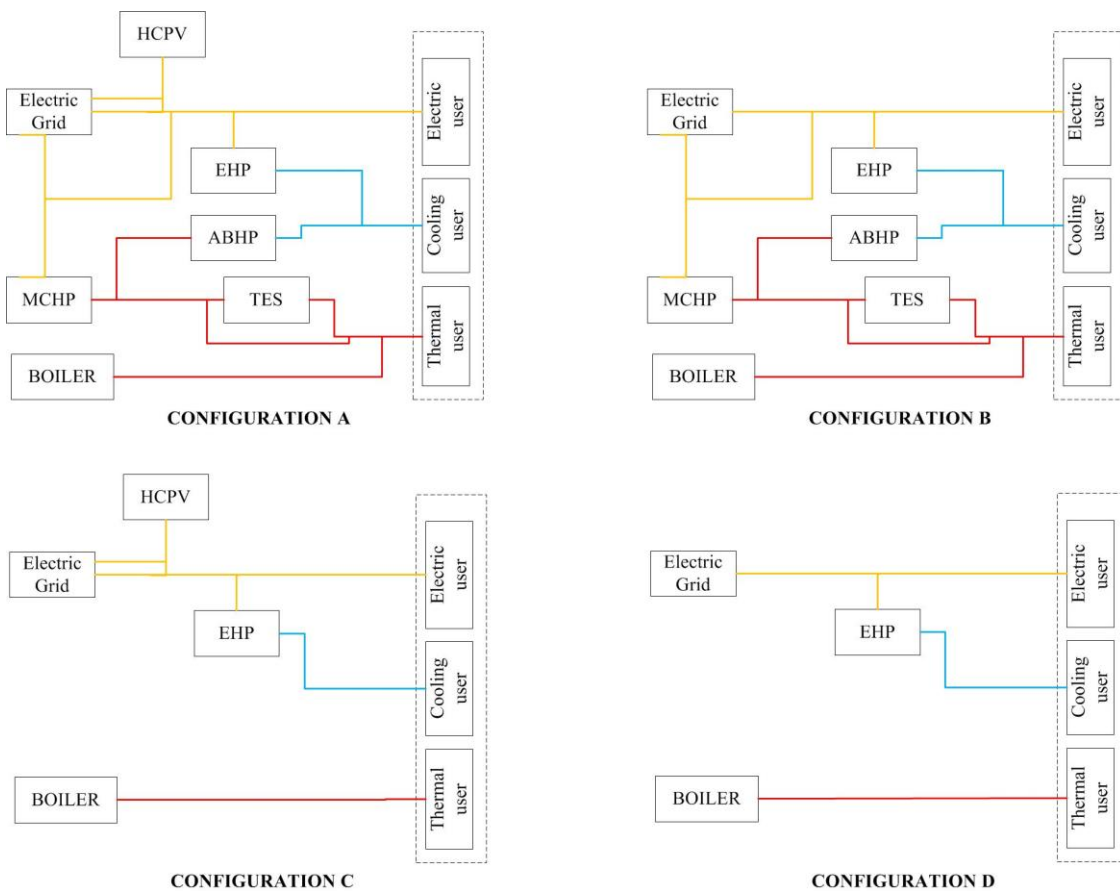 HCPV
Electric
Grid
EHP
ABHP
MCHP
TES
BOILER
Electric
user
Cooling
user
Thermal
user
CONFIGURATION A
Electric
Grid
EHP
ABHP
MCHP
TES
BOILER
Electric
user
Cooling
user
Thermal
user
CONFIGURATION B
HCPV
Electric
Grid
EHP
BOILER
Electric
user
Cooling
user
Thermal
user
CONFIGURATION C
Electric
Grid
EHP
BOILER
Electric
user
Cooling
user
Thermal
user
CONFIGURATION D